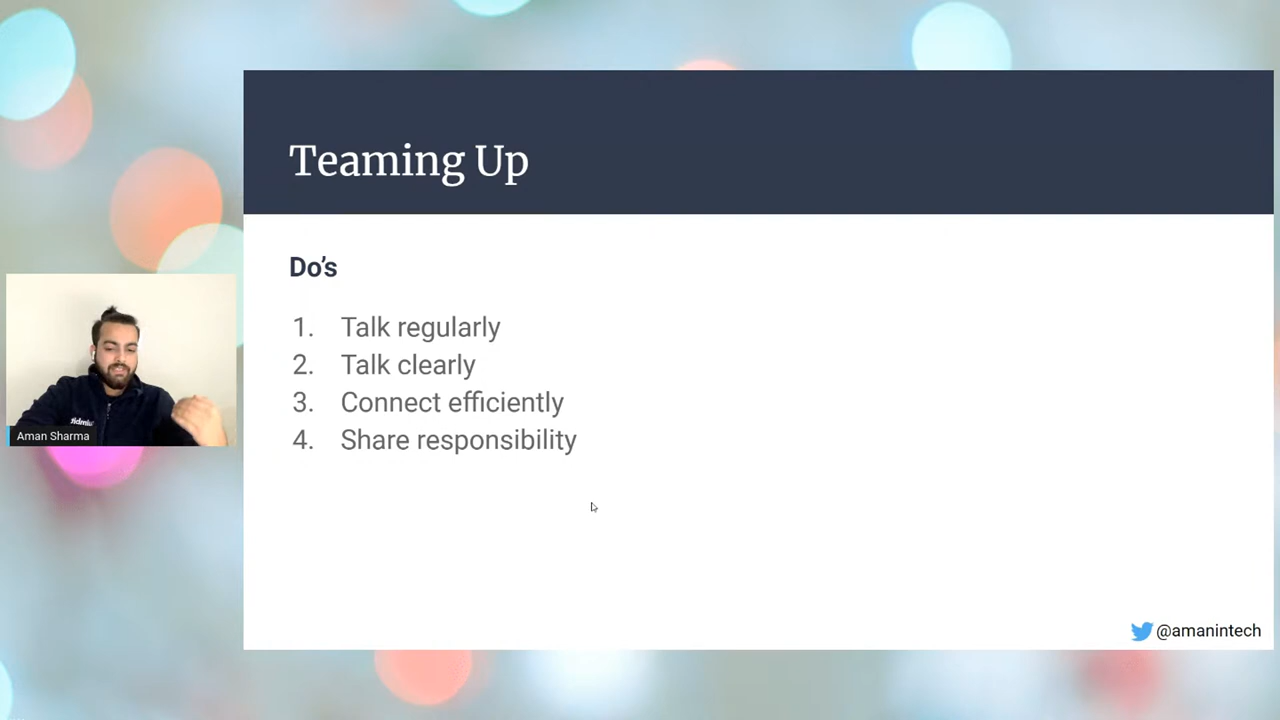 Teaming Up
Do's
1. Talk regularly
2. Talk clearly
3. Connect efficiently
4. Share responsibility
Aman Sharma
@amanintech